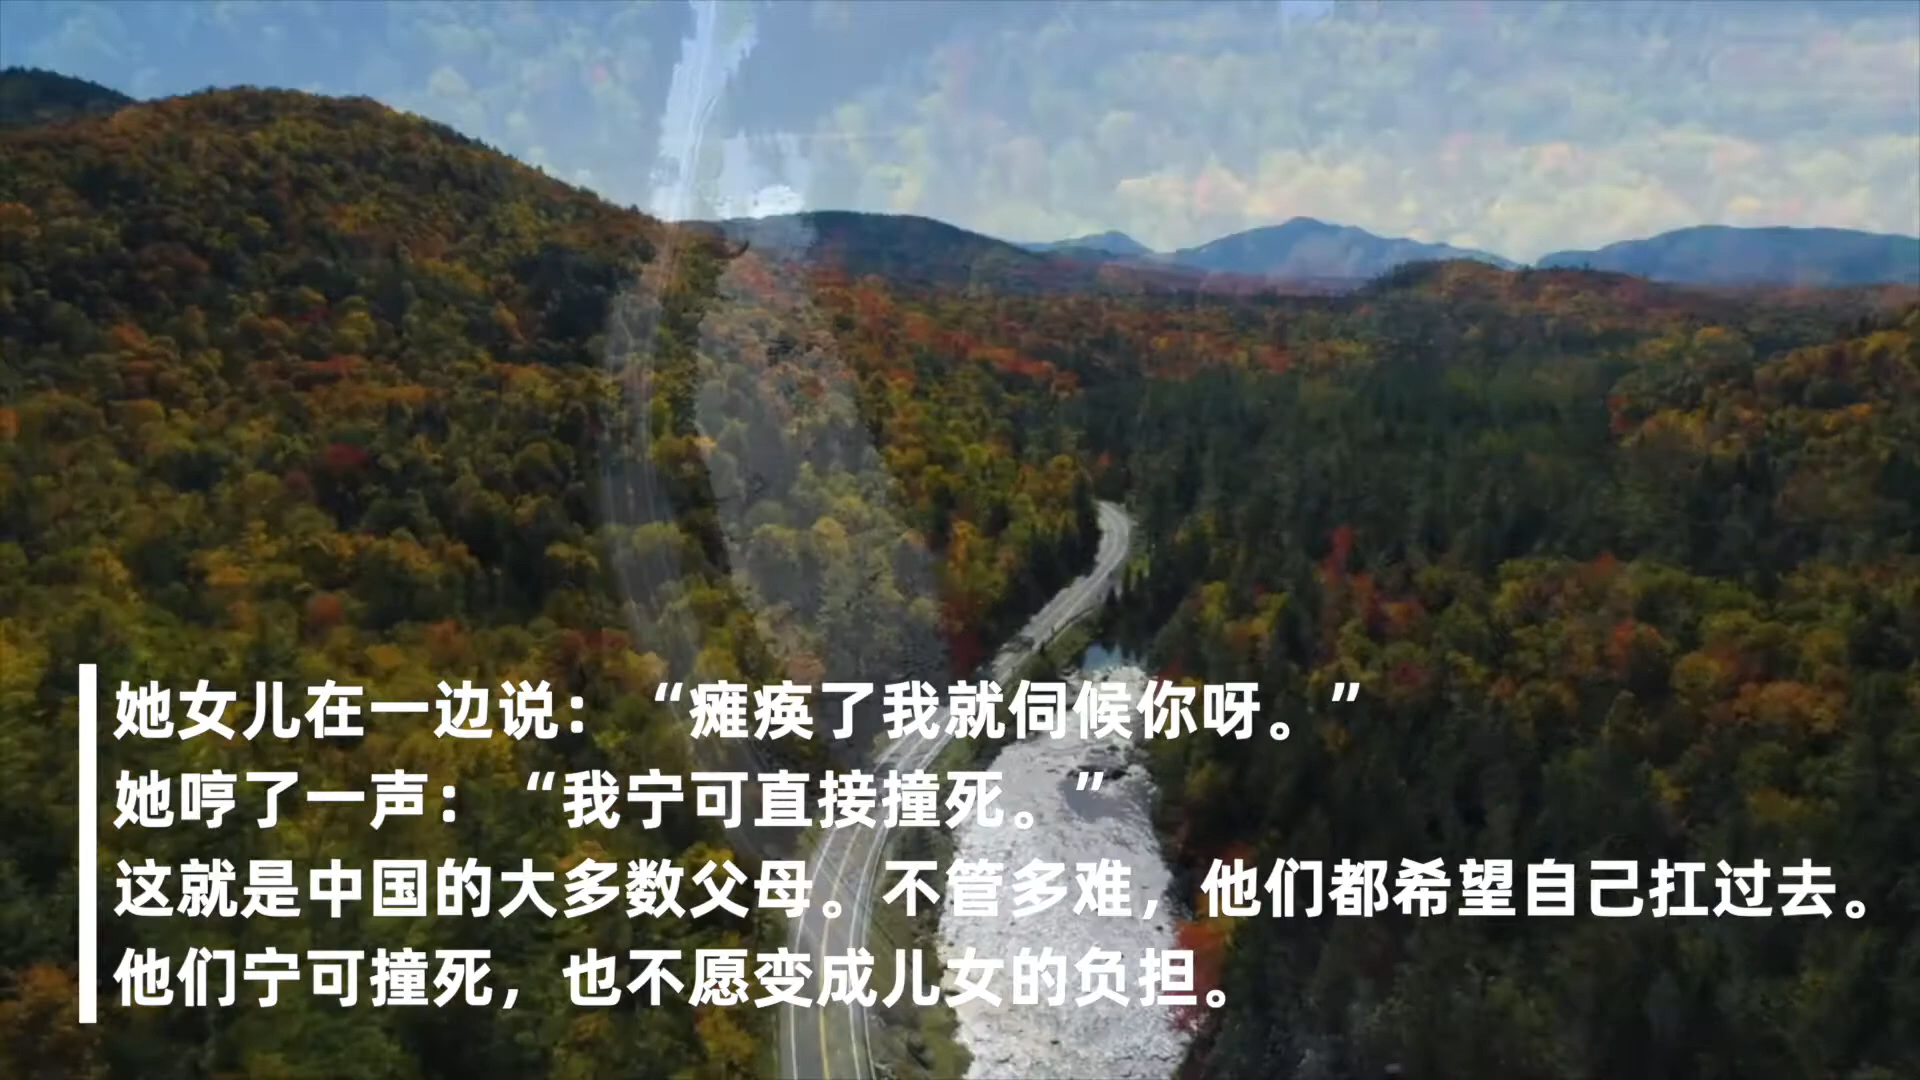 她女儿在一边说：“瘫痪了我就伺候你呀。”
她哼了一声：“我宁可直接撞死。”
这就是中国的大多数父母。不管多难，他们都希望自己扛过去。
他们宁可撞死，也不愿变成儿女的负担。